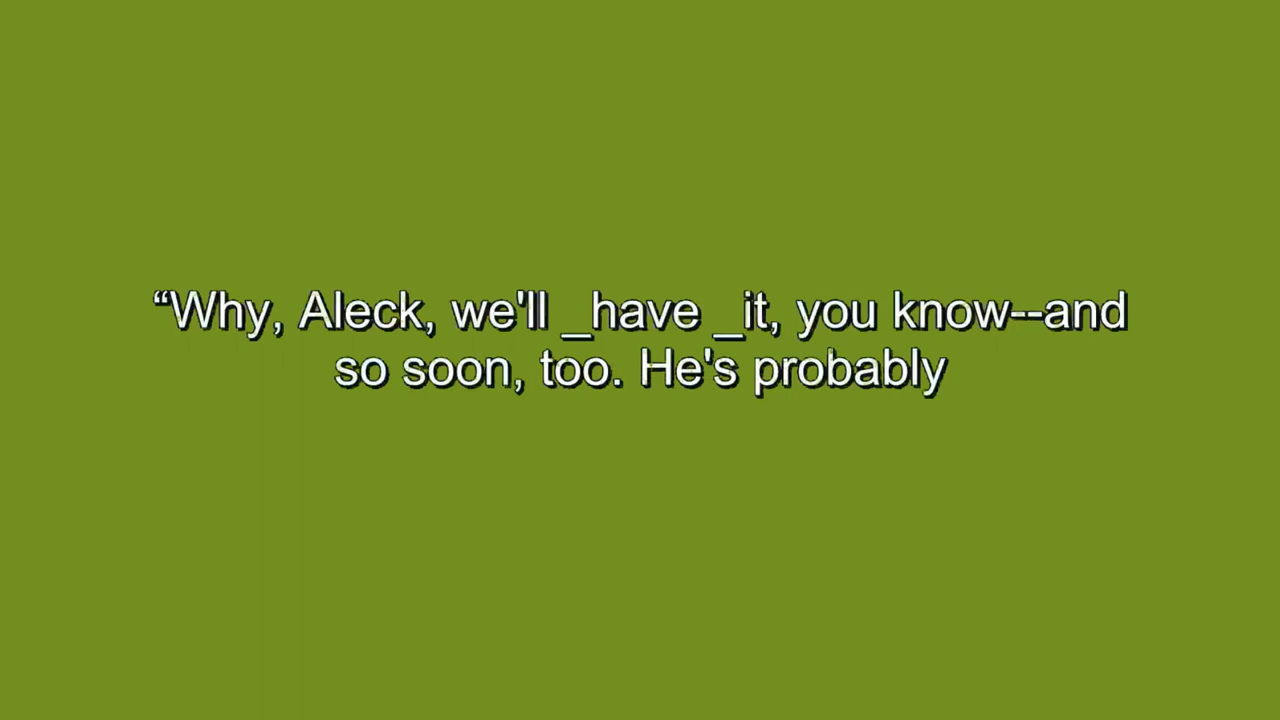 “Why, Aleck, we'll _have _it, you know--and
so soon, too. He's probably